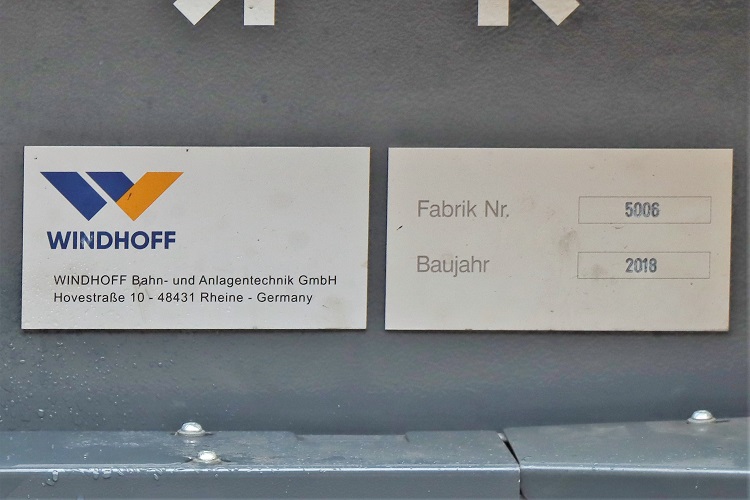 WINDHOFF
WINDHOFF Bahn- und Anlagentechnik GmbH
Hovestraße 10 - 48431 Rheine - Germany
Fabrik Nr. 5006
Baujahr 2018